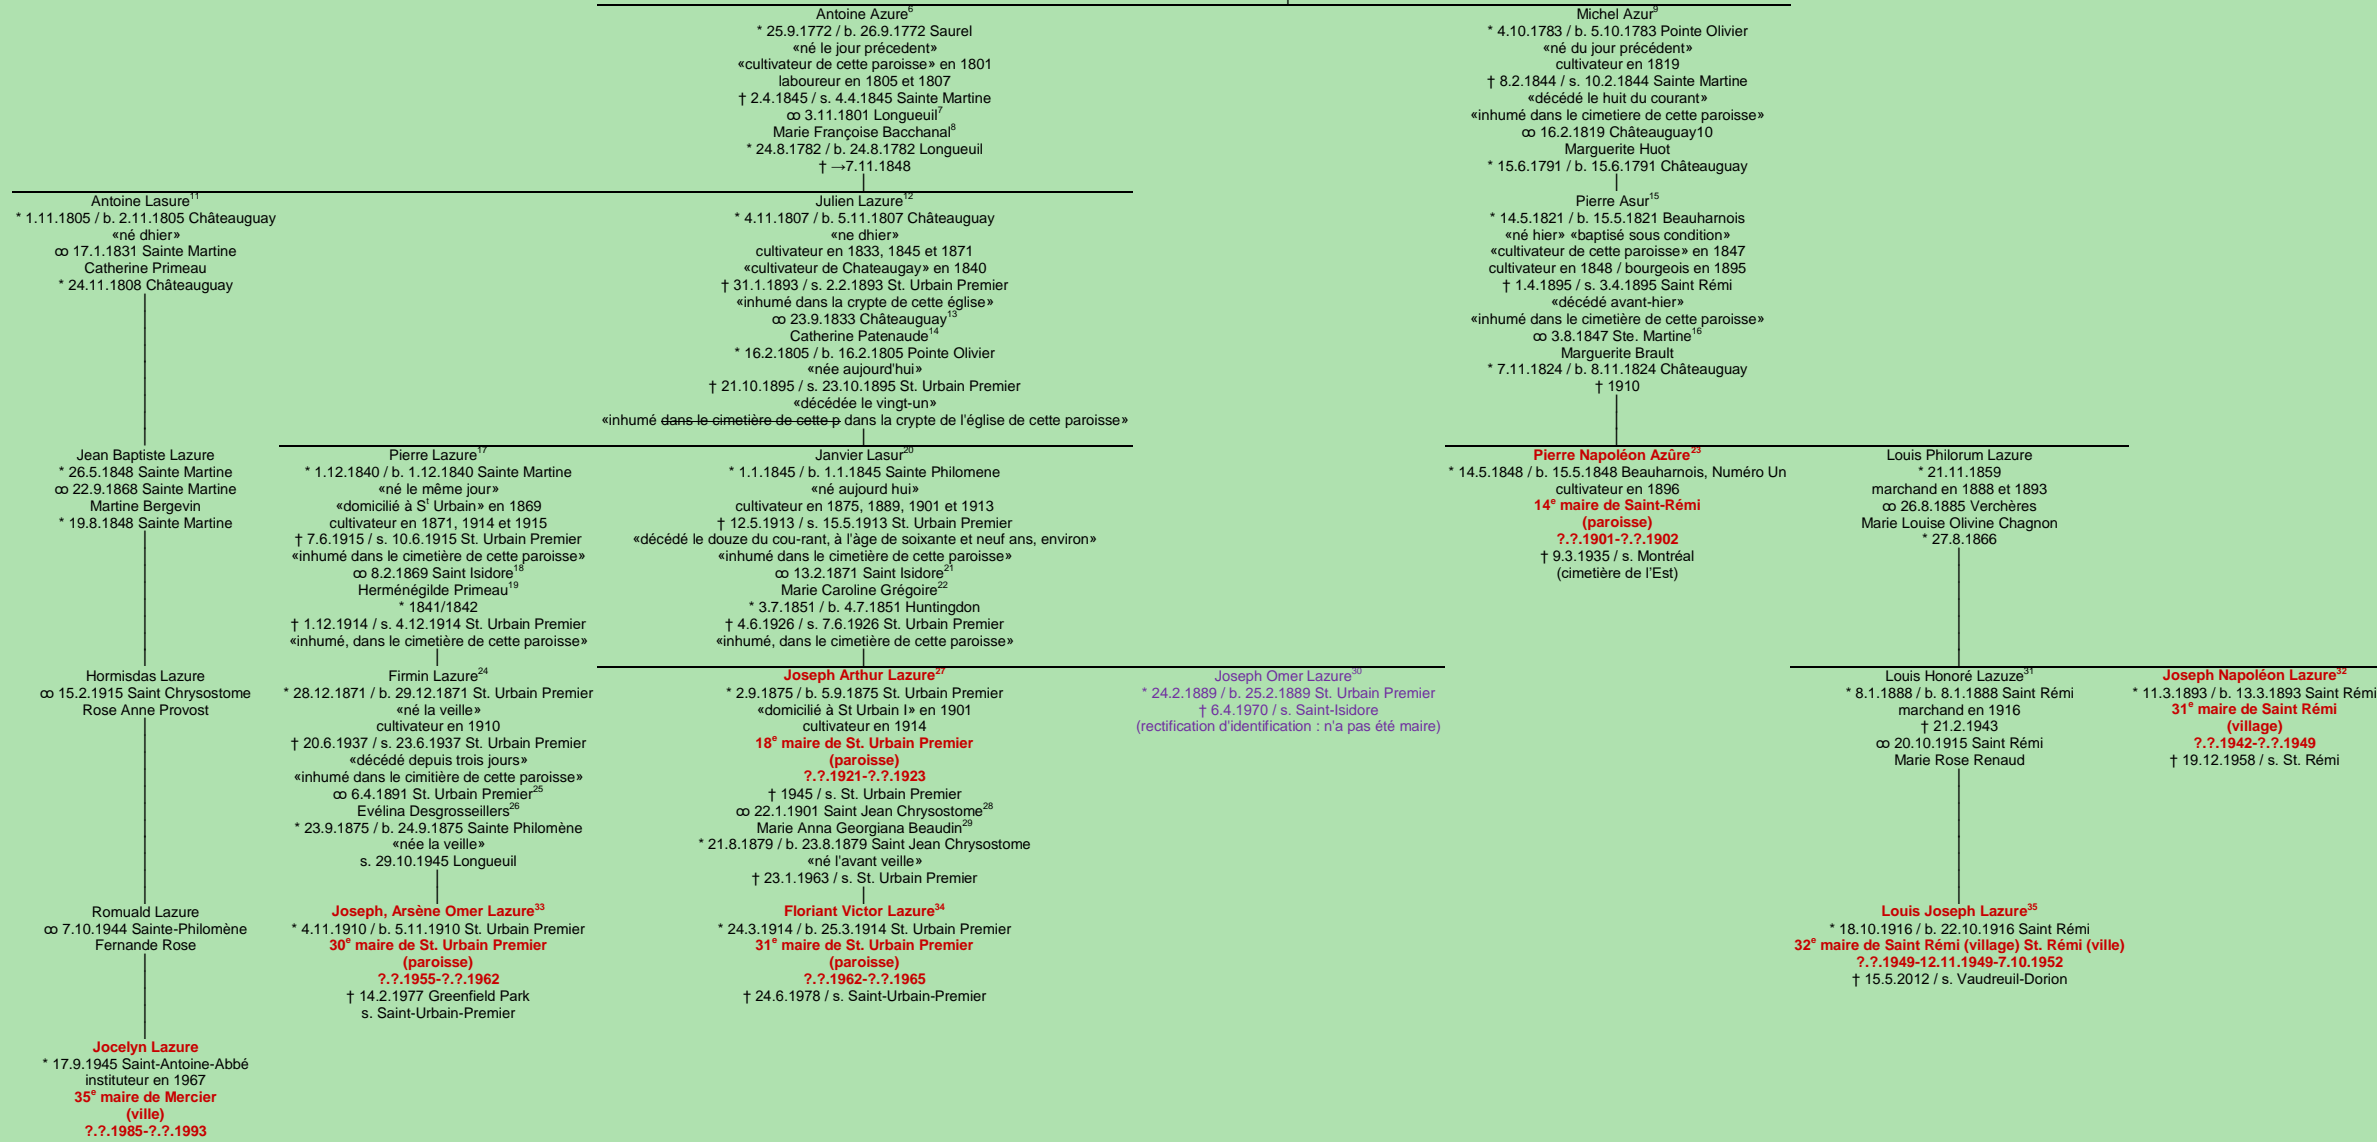 Antoine Azure⁶
* 25.9.1772 / b. 26.9.1772 Saurel
«né le jour précedent»
«cultivateur de cette paroisse» en 1801
laboureur en 1805 et 1807
† 2.4.1845 / s. 4.4.1845 Sainte Martine
ꝏ 3.11.1801 Longueuil⁷
Marie Françoise Bacchanal⁸
* 24.8.1782 / b. 24.8.1782 Longueuil
† →7.11.1848
Michel Azur⁹
* 4.10.1783 / b. 5.10.1783 Pointe Olivier
«né du jour précédent»
cultivateur en 1819
† 8.2.1844 / s. 10.2.1844 Sainte Martine
«décédé le huit du courant»
«inhumé dans le cimetiere de cette paroisse»
ꝏ 16.2.1819 Châteauguay10
Marguerite Huot
* 15.6.1791 / b. 15.6.1791 Châteauguay
Antoine Lasure¹¹
* 1.11.1805 / b. 2.11.1805 Châteauguay
«né dhier»
ꝏ 17.1.1831 Sainte Martine
Catherine Primeau
* 24.11.1808 Châteauguay
Julien Lazure¹²
* 4.11.1807 / b. 5.11.1807 Châteauguay
«ne dhier»
cultivateur en 1833, 1845 et 1871
«cultivateur de Chateaugay» en 1840
† 31.1.1893 / s. 2.2.1893 St. Urbain Premier
«inhumé dans la crypte de cette église»
ꝏ 23.9.1833 Châteauguay¹³
Catherine Patenaude¹⁴
* 16.2.1805 / b. 16.2.1805 Pointe Olivier
«née aujourd'hui»
† 21.10.1895 / s. 23.10.1895 St. Urbain Premier
«décédée le vingt-un»
«inhumé dans le cimetière de cette p dans la crypte de l'église de cette paroisse»
Pierre Asur¹⁵
* 14.5.1821 / b. 15.5.1821 Beauharnois
«né hier» «baptisé sous condition»
«cultivateur de cette paroisse» en 1847
cultivateur en 1848 / bourgeois en 1895
† 1.4.1895 / s. 3.4.1895 Saint Rémi
«décédé avant-hier»
«inhumé dans le cimetière de cette paroisse»
ꝏ 3.8.1847 Ste. Martine¹⁶
Marguerite Brault
* 7.11.1824 / b. 8.11.1824 Châteauguay
† 1910
Jean Baptiste Lazure
* 26.5.1848 Sainte Martine
ꝏ 22.9.1868 Sainte Martine
Martine Bergevin
* 19.8.1848 Sainte Martine
Pierre Lazure¹⁷
* 1.12.1840 / b. 1.12.1840 Sainte Martine
«né le même jour»
«domicilié à Sᵗ Urbain» en 1869
cultivateur en 1871, 1914 et 1915
† 7.6.1915 / s. 10.6.1915 St. Urbain Premier
«inhumé dans le cimetière de cette paroisse»
ꝏ 8.2.1869 Saint Isidore¹⁸
Herménégilde Primeau¹⁹
* 1841/1842
† 1.12.1914 / s. 4.12.1914 St. Urbain Premier
«inhumé, dans le cimetière de cette paroisse»
Janvier Lasur²⁰
* 1.1.1845 / b. 1.1.1845 Sainte Philomene
«né aujourd hui»
cultivateur en 1875, 1889, 1901 et 1913
† 12.5.1913 / s. 15.5.1913 St. Urbain Premier
«décédé le douze du cou-rant, à l'âge de soixante et neuf ans, environ»
«inhumé dans le cimetière de cette paroisse»
ꝏ 13.2.1871 Saint Isidore²¹
Marie Caroline Grégoire²²
* 3.7.1851 / b. 4.7.1851 Huntingdon
† 4.6.1926 / s. 7.6.1926 St. Urbain Premier
«inhumé, dans le cimetière de cette paroisse»
Pierre Napoléon Azûre²³
* 14.5.1848 / b. 15.5.1848 Beauharnois, Numéro Un
cultivateur en 1896
14ᵉ maire de Saint-Rémi
(paroisse)
?.?.1901-?.?.1902
† 9.3.1935 / s. Montréal
(cimetière de l'Est)
Louis Philorum Lazure
* 21.11.1859
marchand en 1888 et 1893
ꝏ 26.8.1885 Verchères
Marie Louise Olivine Chagnon
* 27.8.1866
Hormisdas Lazure
ꝏ 15.2.1915 Saint Chrysostome
Rose Anne Provost
Firmin Lazure²⁴
* 28.12.1871 / b. 29.12.1871 St. Urbain Premier
«né la veille»
cultivateur en 1910
† 20.6.1937 / s. 23.6.1937 St. Urbain Premier
«décédé depuis trois jours»
«inhumé dans le cimitière de cette paroisse»
ꝏ 6.4.1891 St. Urbain Premier²⁵
Evélina Desgrosseillers²⁶
* 23.9.1875 / b. 24.9.1875 Sainte Philomène
«née la veille»
s. 29.10.1945 Longueuil
Joseph Arthur Lazure²⁷
* 2.9.1875 / b. 5.9.1875 St. Urbain Premier
«domicilié à St Urbain I» en 1901
cultivateur en 1914
18ᵉ maire de St. Urbain Premier
(paroisse)
?.?.1921-?.?.1923
† 1945 / s. St. Urbain Premier
ꝏ 22.1.1901 Saint Jean Chrysostome²⁸
Marie Anna Georgiana Beaudin²⁹
* 21.8.1879 / b. 23.8.1879 Saint Jean Chrysostome
«né l'avant veille»
† 23.1.1963 / s. St. Urbain Premier
Joseph Omer Lazure³⁰
* 24.2.1889 / b. 25.2.1889 St. Urbain Premier
† 6.4.1970 / s. Saint-Isidore
(rectification d'identification : n'a pas été maire)
Louis Honoré Lazuze³¹
* 8.1.1888 / b. 8.1.1888 Saint Rémi
marchand en 1916
† 21.2.1943
ꝏ 20.10.1915 Saint Rémi
Marie Rose Renaud
Joseph Napoléon Lazure³²
* 11.3.1893 / b. 13.3.1893 Saint Rémi
31ᵉ maire de Saint Rémi
(village)
?.?.1942-?.?.1949
† 19.12.1958 / s. St. Rémi
Romuald Lazure
ꝏ 7.10.1944 Sainte-Philomène
Fernande Rose
Joseph, Arsène Omer Lazure³³
* 4.11.1910 / b. 5.11.1910 St. Urbain Premier
30ᵉ maire de St. Urbain Premier
(paroisse)
?.?.1955-?.?.1962
† 14.2.1977 Greenfield Park
s. Saint-Urbain-Premier
Floriant Victor Lazure³⁴
* 24.3.1914 / b. 25.3.1914 St. Urbain Premier
31ᵉ maire de St. Urbain Premier
(paroisse)
?.?.1962-?.?.1965
† 24.6.1978 / s. Saint-Urbain-Premier
Louis Joseph Lazure³⁵
* 18.10.1916 / b. 22.10.1916 Saint Rémi
32ᵉ maire de Saint Rémi (village) St. Rémi (ville)
?.?.1949-12.11.1949-7.10.1952
† 15.5.2012 / s. Vaudreuil-Dorion
Jocelyn Lazure
* 17.9.1945 Saint-Antoine-Abbé
instituteur en 1967
35ᵉ maire de Mercier
(ville)
?.?.1985-?.?.1993